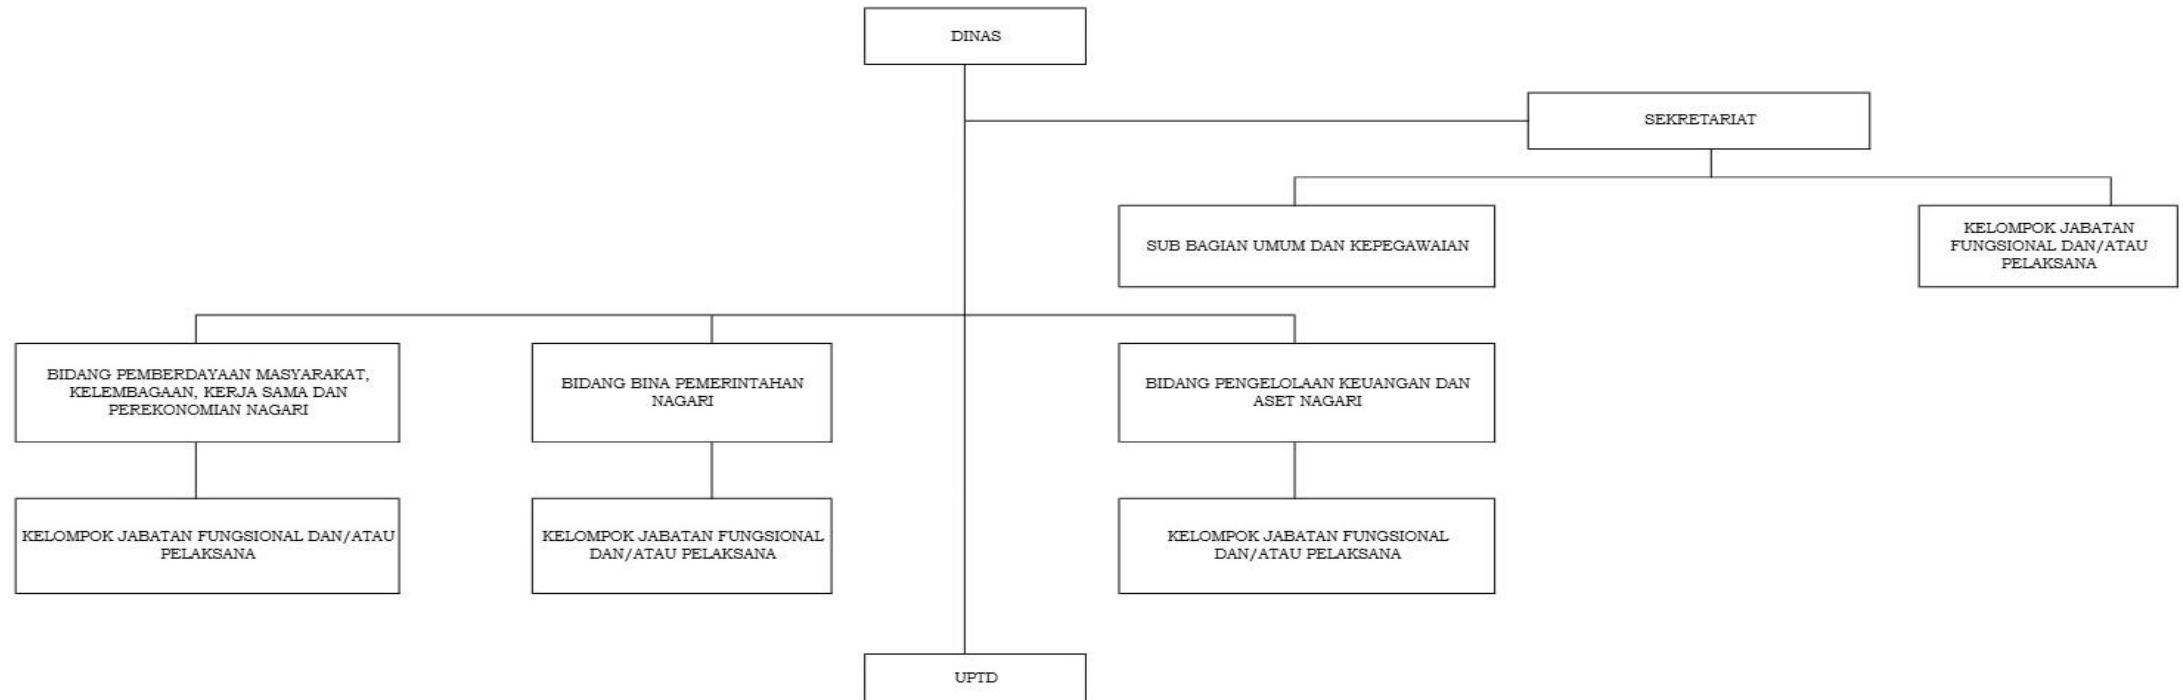 DINAS
SEKRETARIAT
SUB BAGIAN UMUM DAN KEPEGAWAIAN
KELOMPOK JABATAN
FUNGSIONAL DAN/ATAU
PELAKSANA
BIDANG PEMBERDAYAAN MASYARAKAT,
KELEMBAGAAN, KERJA SAMA DAN
PEREKONOMIAN NAGARI
BIDANG BINA PEMERINTAHAN
NAGARI
BIDANG PENGELOLAAN KEUANGAN DAN
ASET NAGARI
KELOMPOK JABATAN FUNGSIONAL DAN/ATAU
PELAKSANA
KELOMPOK JABATAN FUNGSIONAL
DAN/ATAU PELAKSANA
KELOMPOK JABATAN FUNGSIONAL
DAN/ATAU PELAKSANA
UPTD